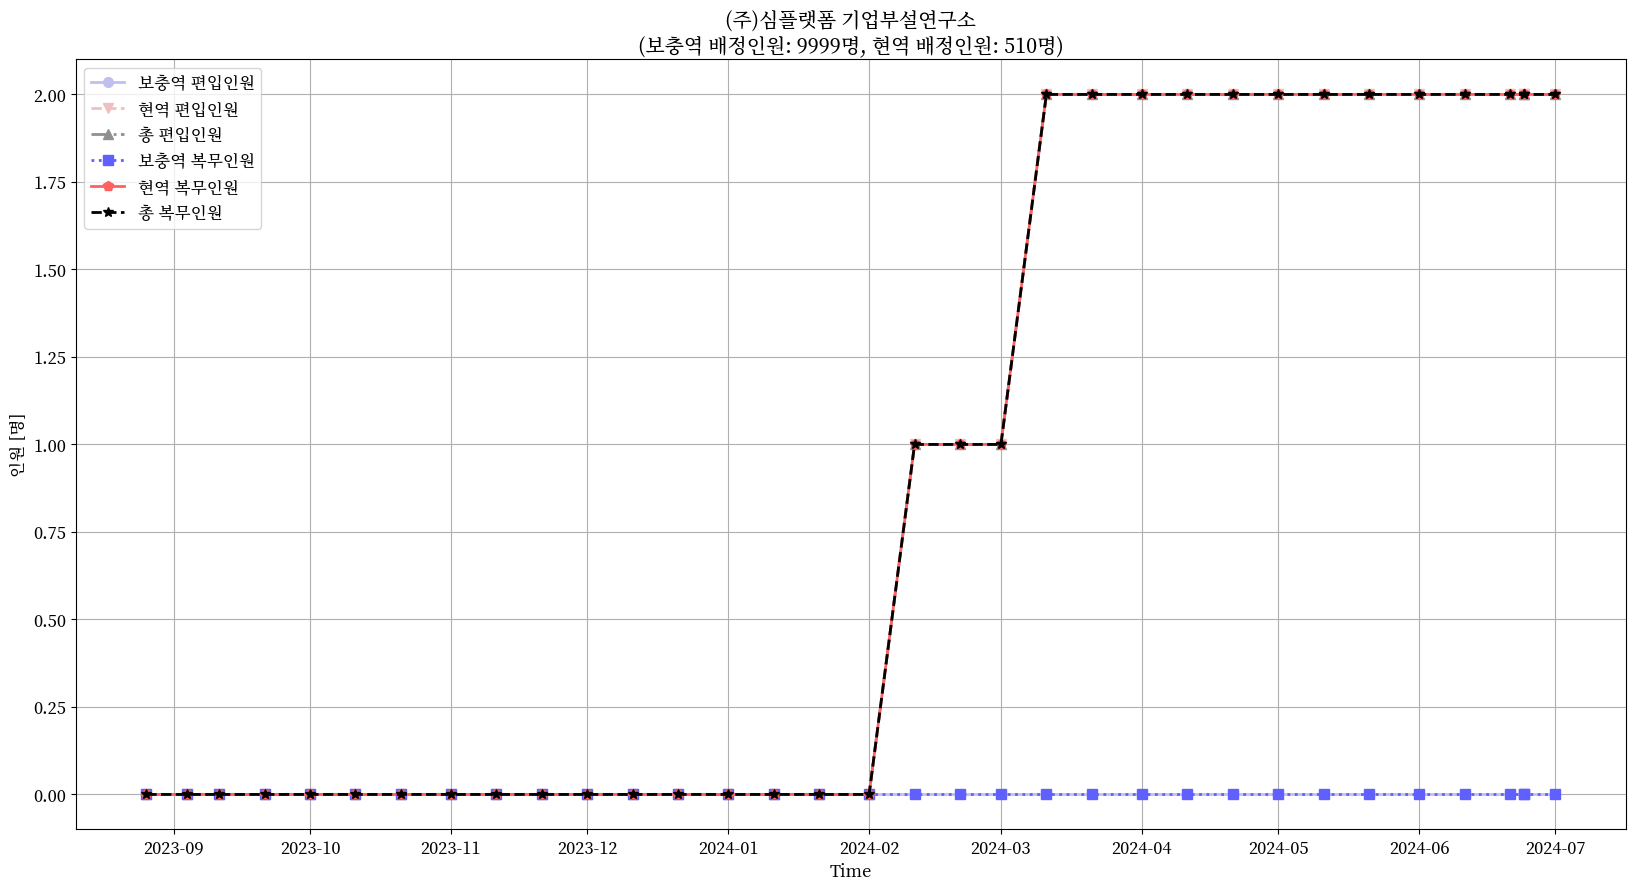 (주)심플랫폼 기업부설연구소
(보충역 배정인원: 9999명, 현역 배정인원: 510명)
보충역 편입인원
현역 편입인원
총 편입인원
보충역 복무인원
현역 복무인원
총 복무인원
2.00
1.75
1.50
1.25
1.00
0.75
0.50
0.25
0.00
인원 [명]
2023-09 2023-10 2023-11 2023-12 2024-01 2024-02 2024-03 2024-04 2024-05 2024-06 2024-07
Time